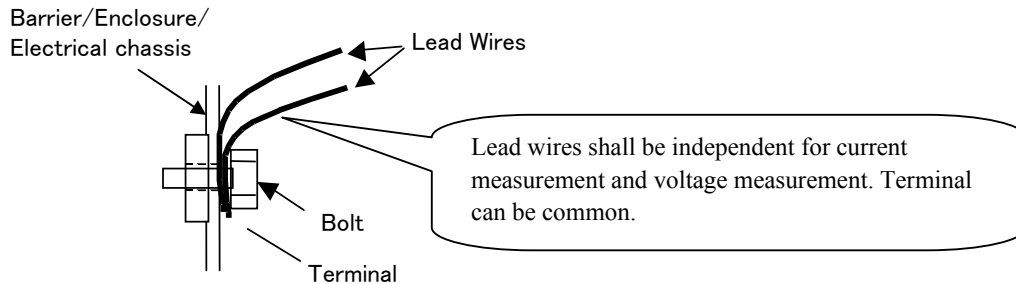 Barrier/Enclosure/
Electrical chassis
Lead Wires
Lead wires shall be independent for current
measurement and voltage measurement. Terminal
can be common.
Bolt
Terminal